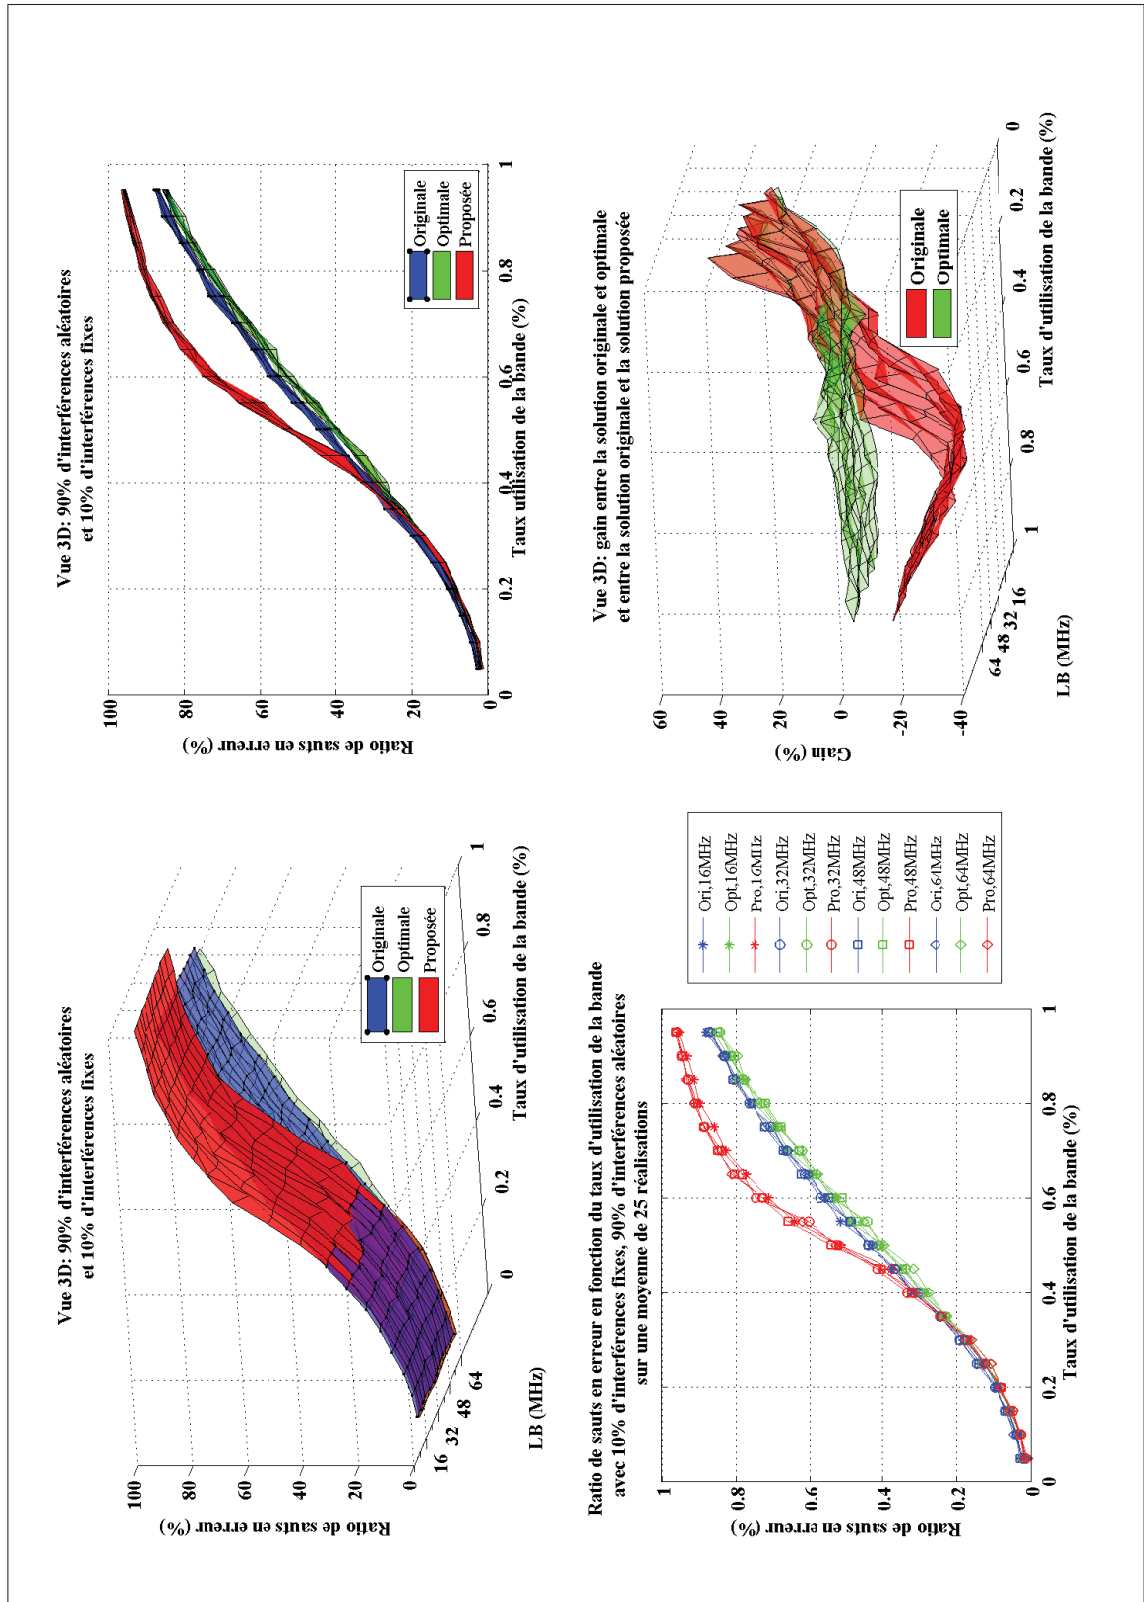 Vue 3D: 90% d'interférences aléatoires
et 10% d'interférences fixes
Ratio de sauts en erreur (%)
100
80
60
40
20
0
16
32
48
64
LB (MHz)
0
0.2
0.4
0.6
0.8
1
Taux d'utilisation de la bande (%)
Originale
Optimale
Proposée
Vue 3D: 90% d'interférences aléatoires
et 10% d'interférences fixes
Ratio de sauts en erreur (%)
100
80
60
40
20
0
0
0.2
0.4
0.6
0.8
1
Taux utilisation de la bande (%)
Originale
Optimale
Proposée
Ratio de sauts en erreur en fonction du taux d'utilisation de la bande
avec 10% d'interférences fixes, 90% d'interférences aléatoires
sur une moyenne de 25 réalisations
Ratio de sauts en erreur (%)
1
0.8
0.6
0.4
0.2
0
0
0.2
0.4
0.6
0.8
1
Taux d'utilisation de la bande (%)
Ori,16MHz
Opt,16MHz
Pro,16MHz
Ori,32MHz
Opt,32MHz
Pro,32MHz
Ori,48MHz
Opt,48MHz
Pro,48MHz
Ori,64MHz
Opt,64MHz
Pro,64MHz
Vue 3D: gain entre la solution originale et optimale
et entre la solution originale et la solution proposée
Gain (%)
60
40
20
0
-20
-40
64
48
32
16
LB (MHz)
1
0.8
0.6
0.4
0.2
0
Taux d'utilisation de la bande (%)
Originale
Optimale